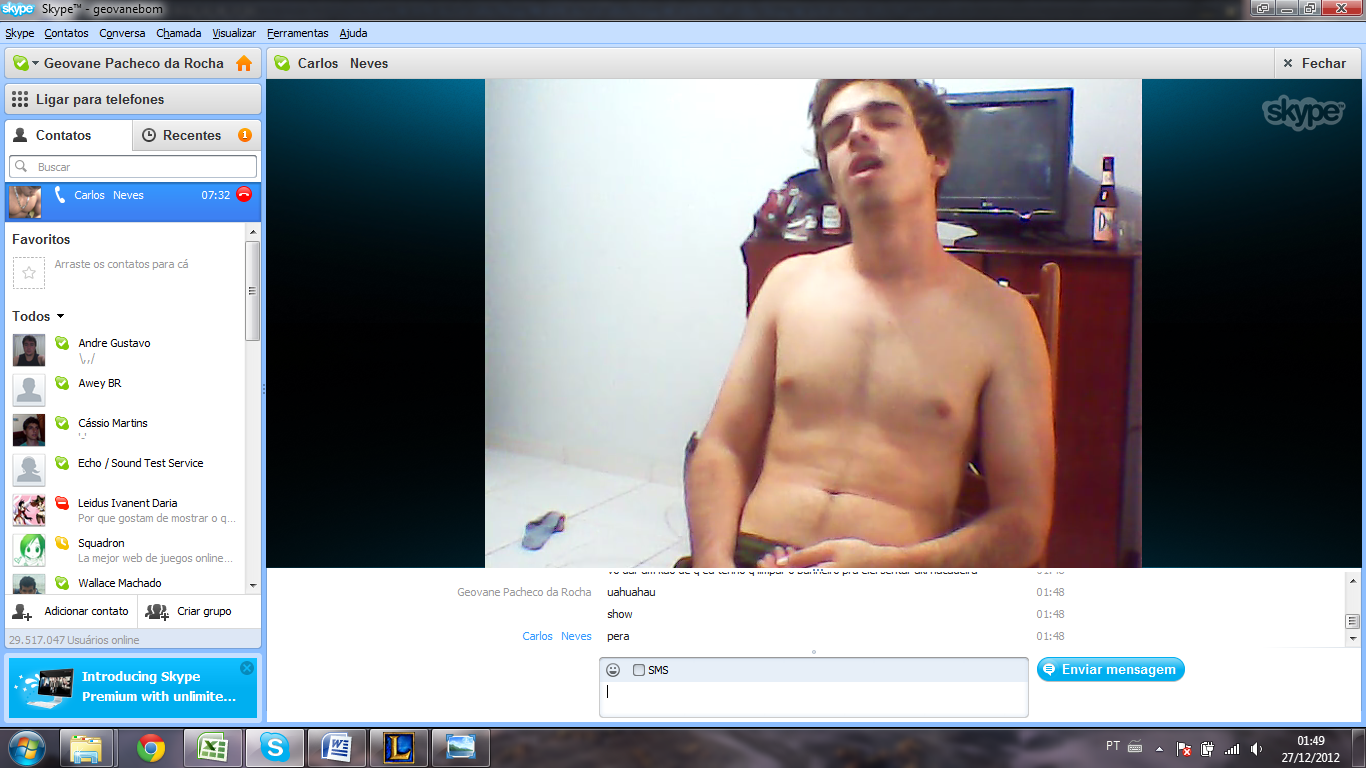 Skype™ - geovanebom
Skype Contatos Conversa Chamada Visualizar Ferramentas Ajuda
Geovane Pacheco da Rocha
Ligar para telefones
Contatos
Recentes 1
Buscar
Carlos Neves 07:32
Favoritos
Arraste os contatos para cá
Todos
Andre Gustavo
\,,/
Awey BR
Cássio Martins
'-'
Echo / Sound Test Service
Leidus Ivanent Daria
Por que gostam de mostrar o q...
Squadron
La mejor web de juegos online...
Wallace Machado
Adicionar contato
Criar grupo
29.517.047 Usuários online
Introducing Skype
Premium with unlimite...
Carlos Neves
Fechar
skype
Geovane Pacheco da Rocha uahuahau 01:48
show 01:48
Carlos Neves pera 01:48
SMS
Enviar mensagem
PT
01:49
27/12/2012